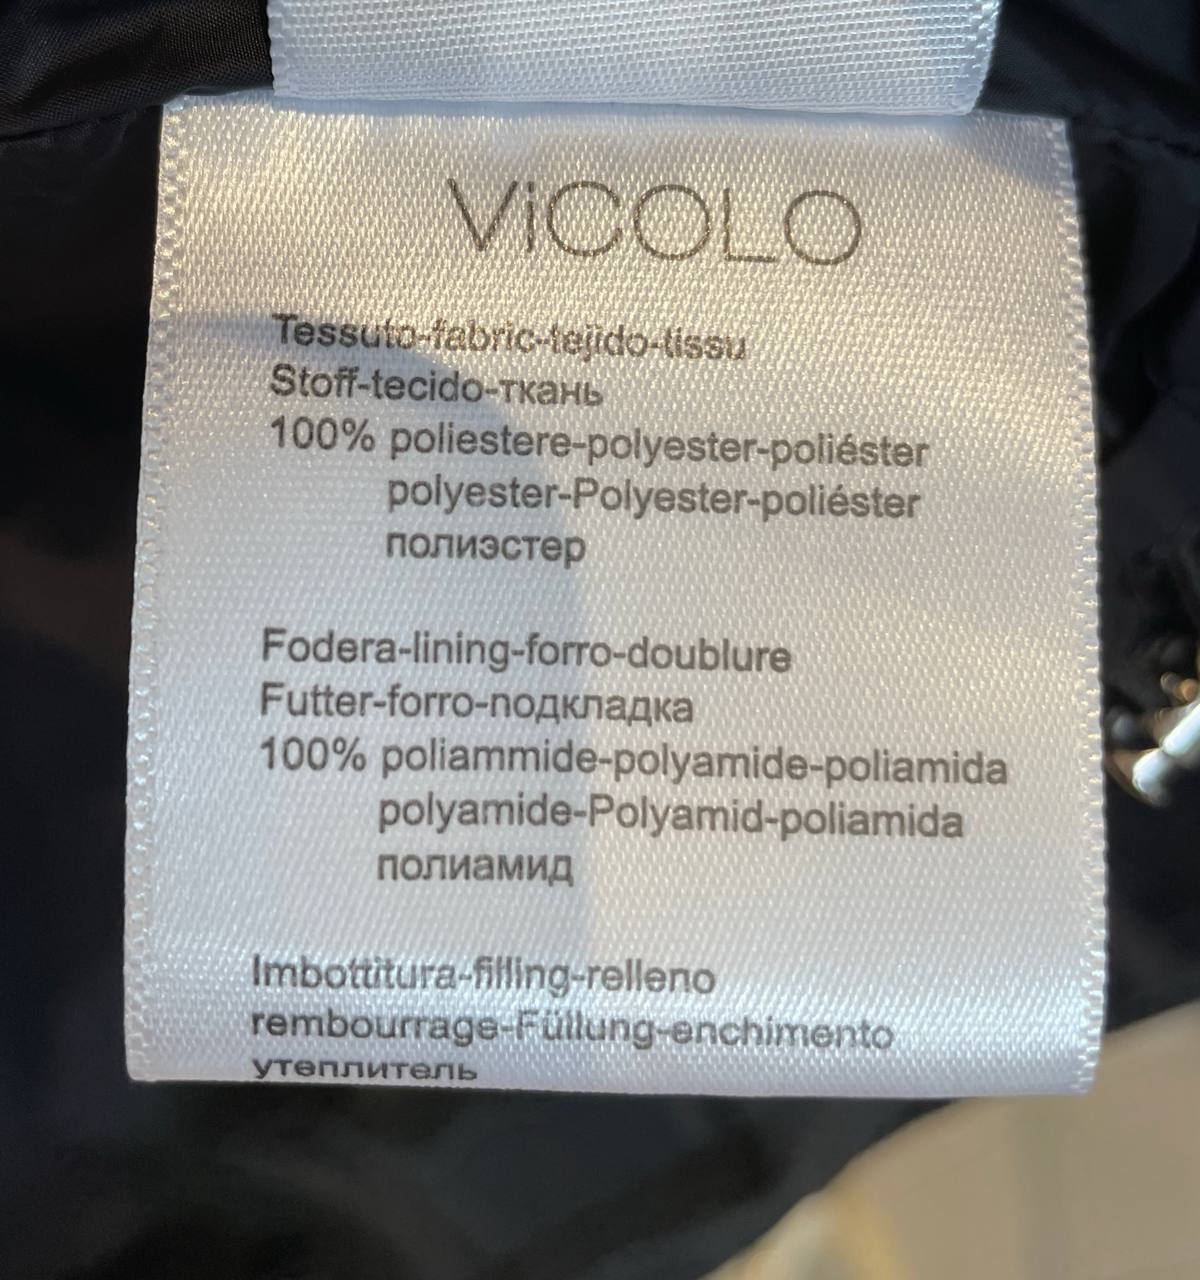 ViCOLO
Tessuto-fabric-tejido-tissu
Stoff-tecido-ткань
100% poliestere-polyester-poliéster
polyester-Polyester-poliéster
полиэстер
Fodera-lining-forro-doublure
Futter-forro-подкладка
100% poliammide-polyamide-poliamida
polyamide-Polyamid-poliamida
полиамид
Imbottitura-filling-relleno
rembourrage-Füllung-enchimento
утеплитель